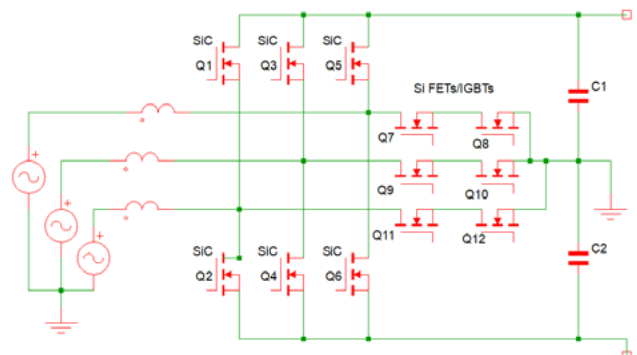 SiC
SiC
SiC
Q1
Q3
Q5
Si FETs/IGBTs
C1
Q7
Q8
Q9
Q10
Q11
Q12
SiC
SiC
SiC
Q2
Q4
Q6
C2
+
+
+